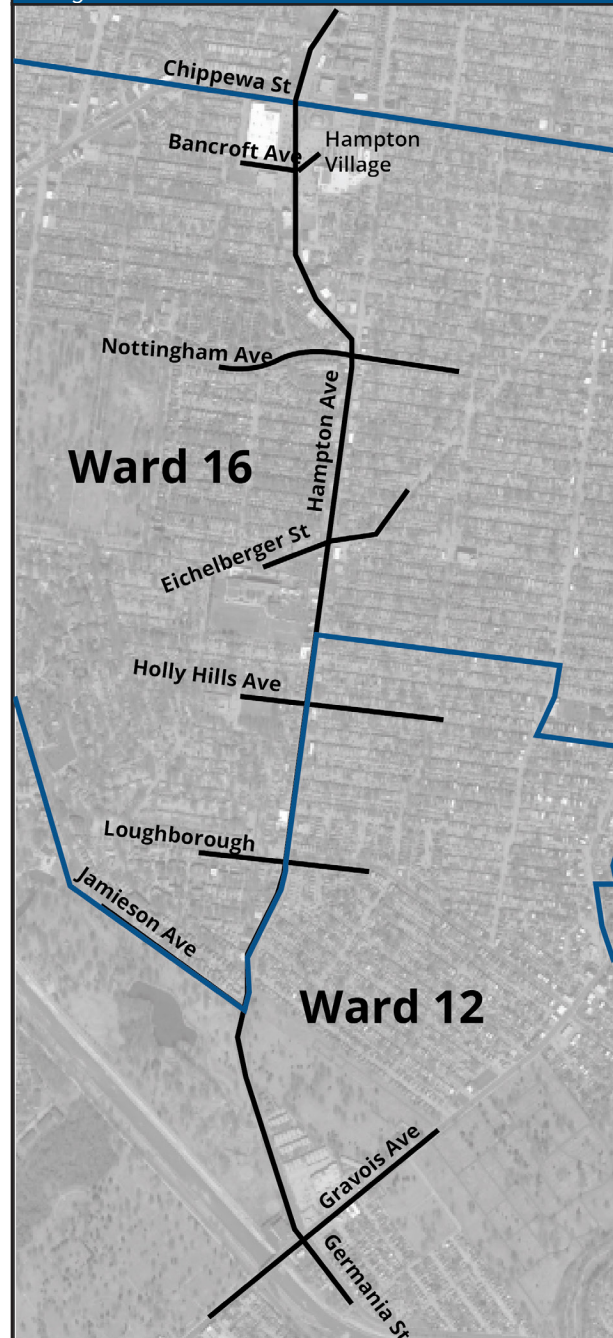 Chippewa St
Bancroft Ave
Hampton
Village
Nottingham Ave
Hampton Ave
Ward 16
Eichelberger St
Holly Hills Ave
Loughborough
Jamieson Ave
Ward 12
Gravois Ave
Germania St